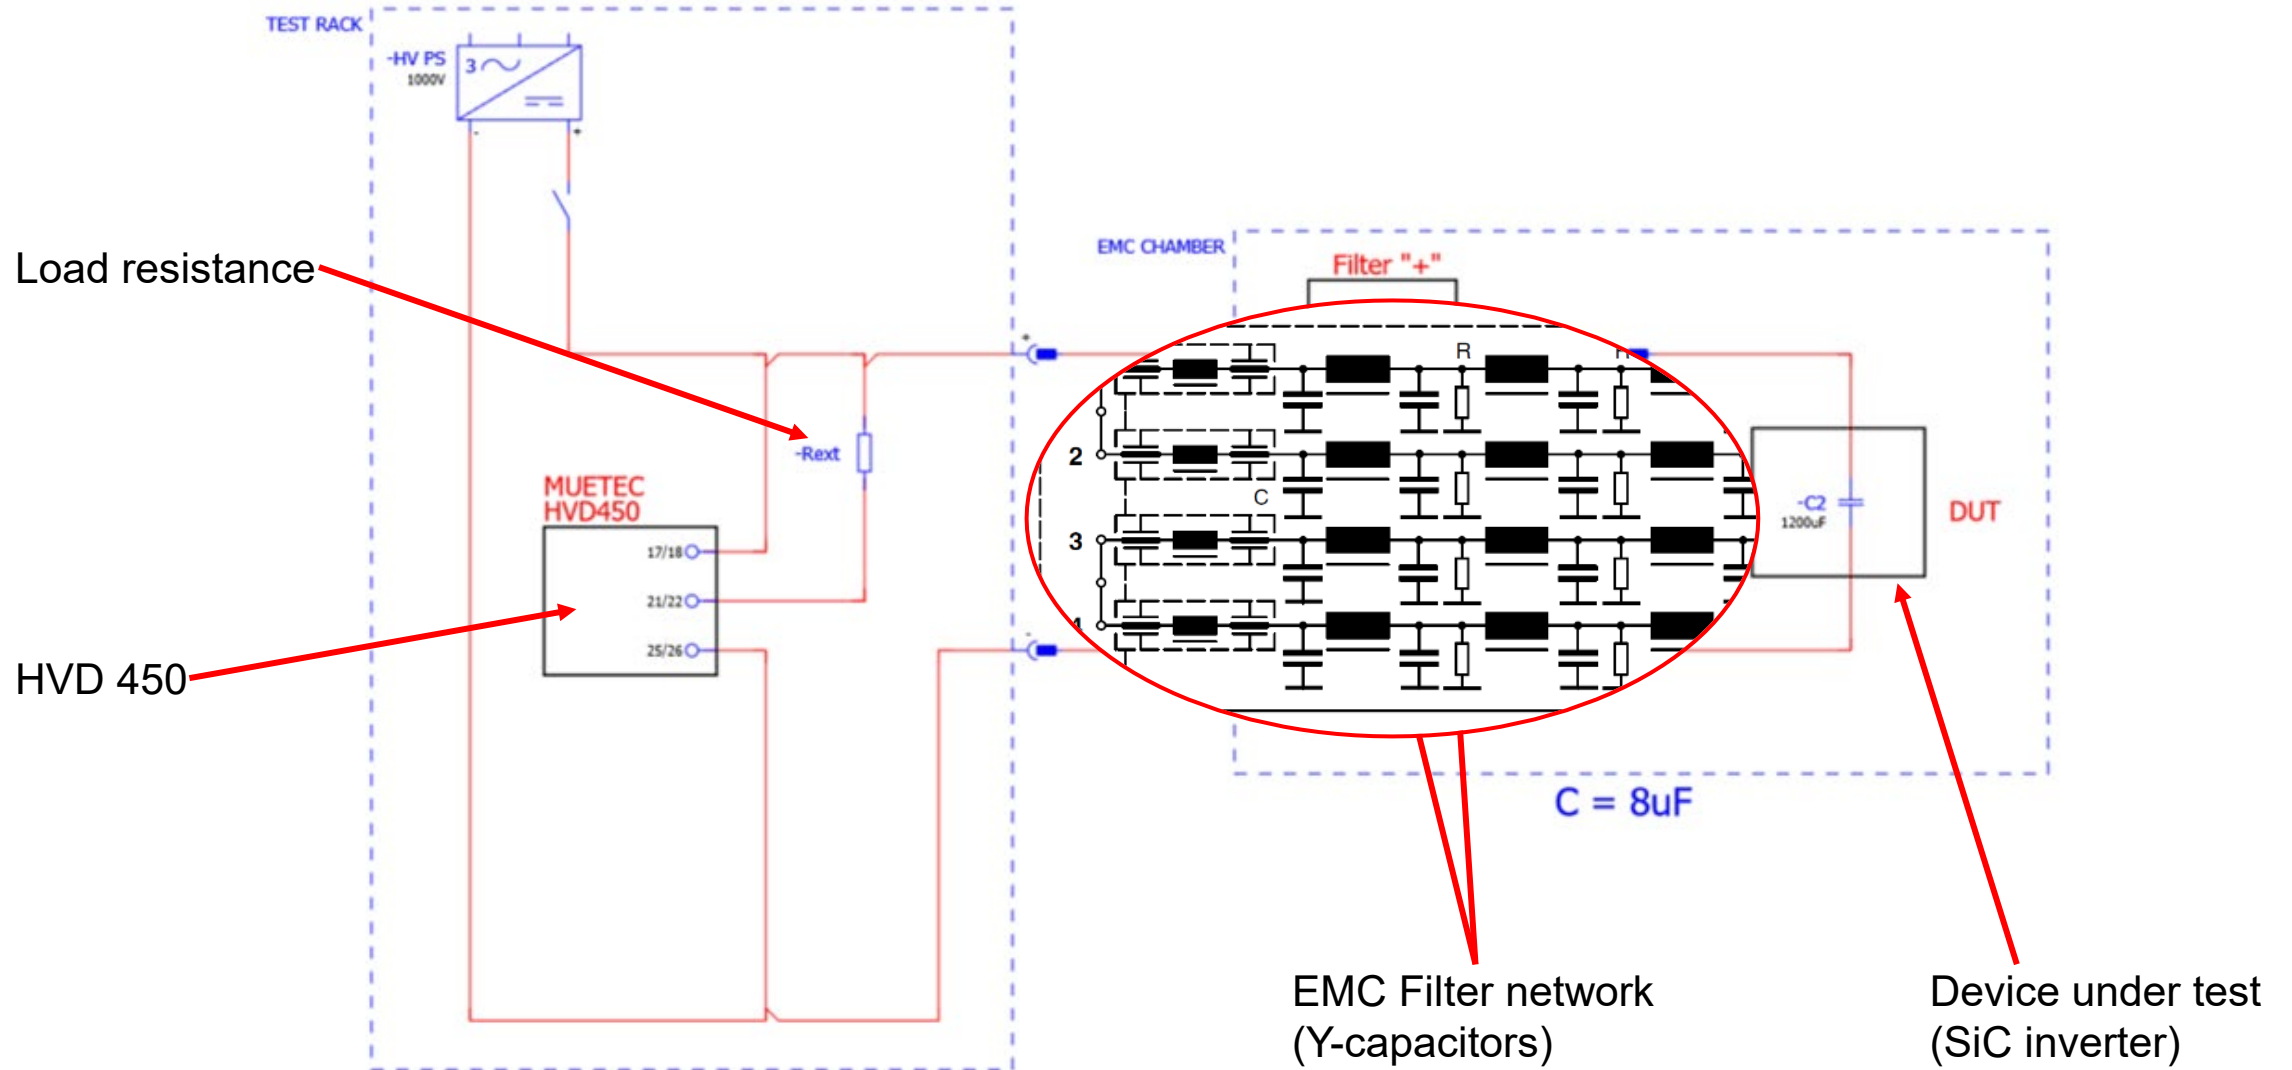 TEST RACK
-HV PS
1000V
3
-
+
Load resistance
EMC CHAMBER
Filter "+"
+
R
-Rext
2
C
MUETEC
HVD450
17/18
21/22
25/26
3
-C2
1200uF
DUT
-
HVD 450
C = 8uF
EMC Filter network
(Y-capacitors)
Device under test
(SiC inverter)